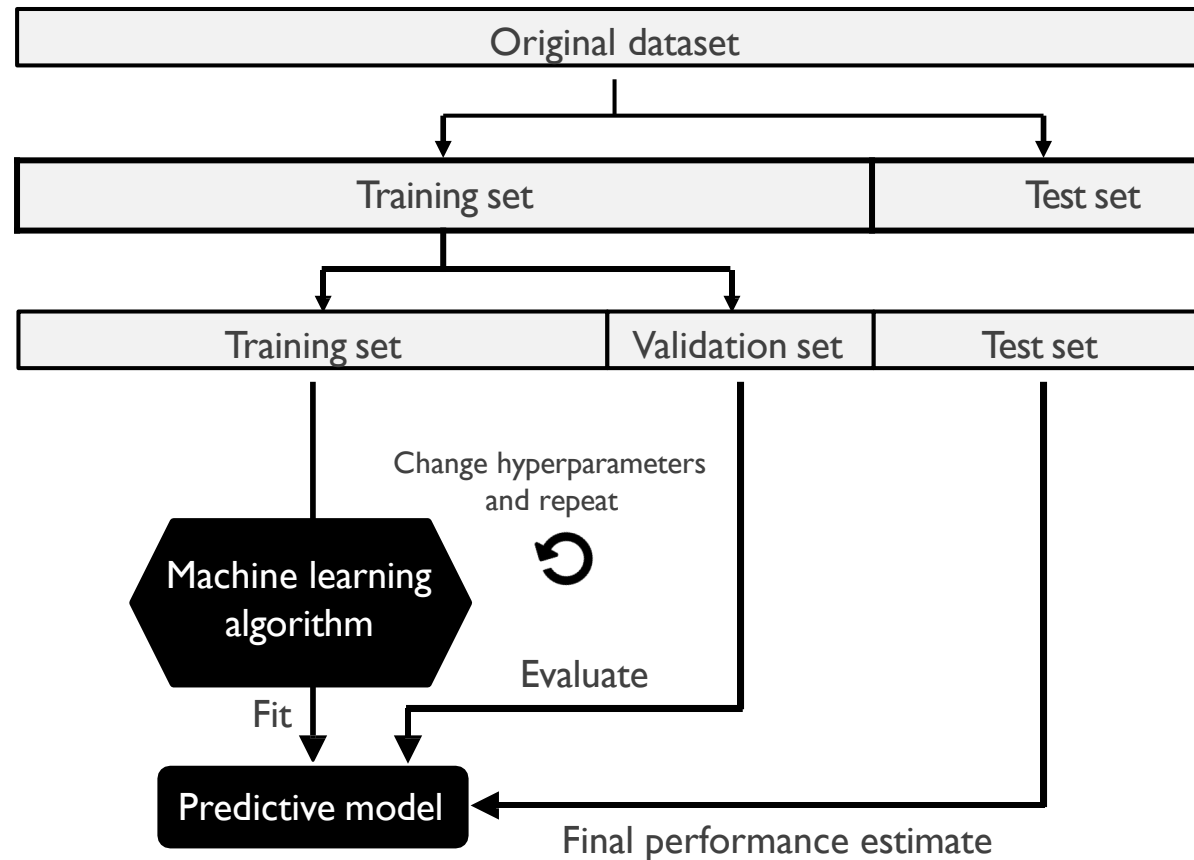 Original dataset
Training set
Test set
Training set
Validation set
Test set
Change hyperparameters
and repeat
Machine learning
algorithm
Evaluate
Fit
Predictive model
Final performance estimate